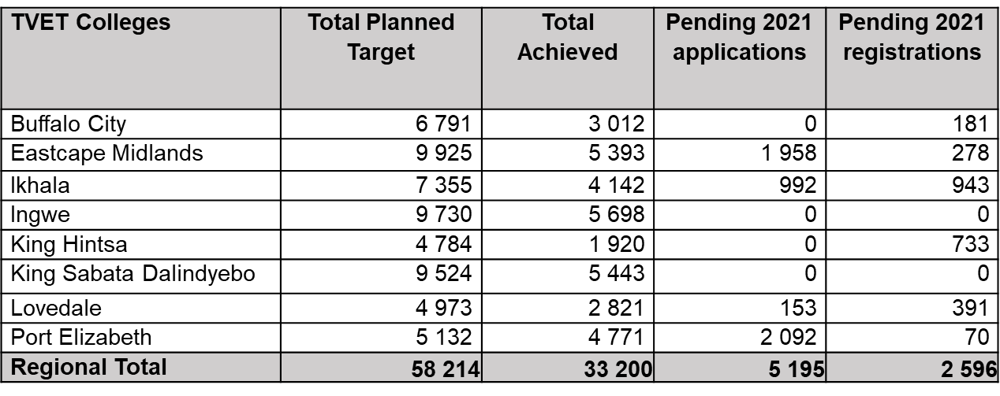 TVET Colleges Total Planned Total Pending 2021 Pending 2021
Target Achieved applications registrations
Buffalo City 6 791 3 012 0 181
Eastcape Midlands 9 925 5 393 1 958 278
Ikhala 7 355 4 142 992 943
Ingwe 9 730 5 698 0 0
King Hintsa 4 784 1 920 0 733
King Sabata Dalindyebo 9 524 5 443 0 0
Lovedale 4 973 2 821 153 391
Port Elizabeth 5 132 4 771 2 092 70
Regional Total 58 214 33 200 5 195 2 596